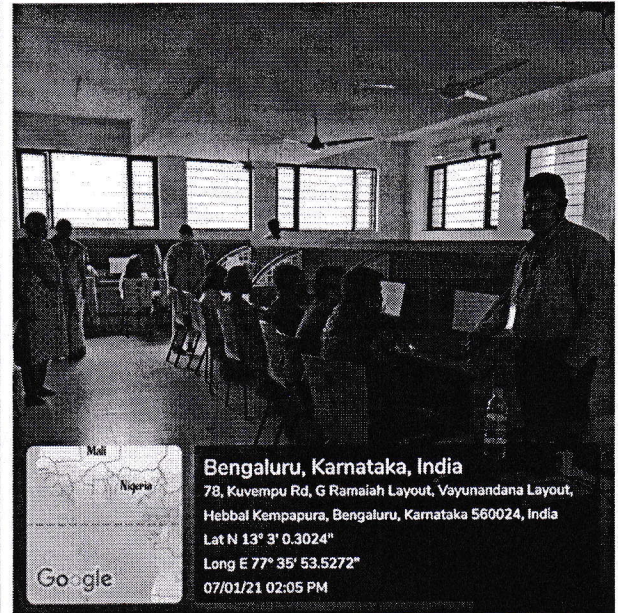 Mali
Nigeria
Google
Bengaluru, Karnataka, India
78, Kuvempu Rd, G Ramaiah Layout, Vayunandana Layout,
Hebbal Kempapura, Bengaluru, Karnataka 560024, India
Lat N 13° 3' 0.3024"
Long E 77° 35' 53.5272"
07/01/21 02:05 PM